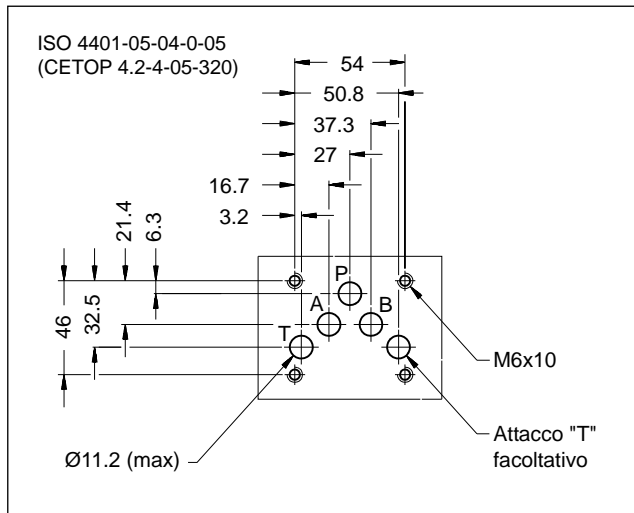 ISO 4401-05-04-0-05
(CETOP 4.2-4-05-320)
54
50.8
37.3
27
16.7
3.2
21.4
6.3
32.5
46
P
A
B
T
M6x10
Ø11.2 (max)
Attacco "T"
facoltativo